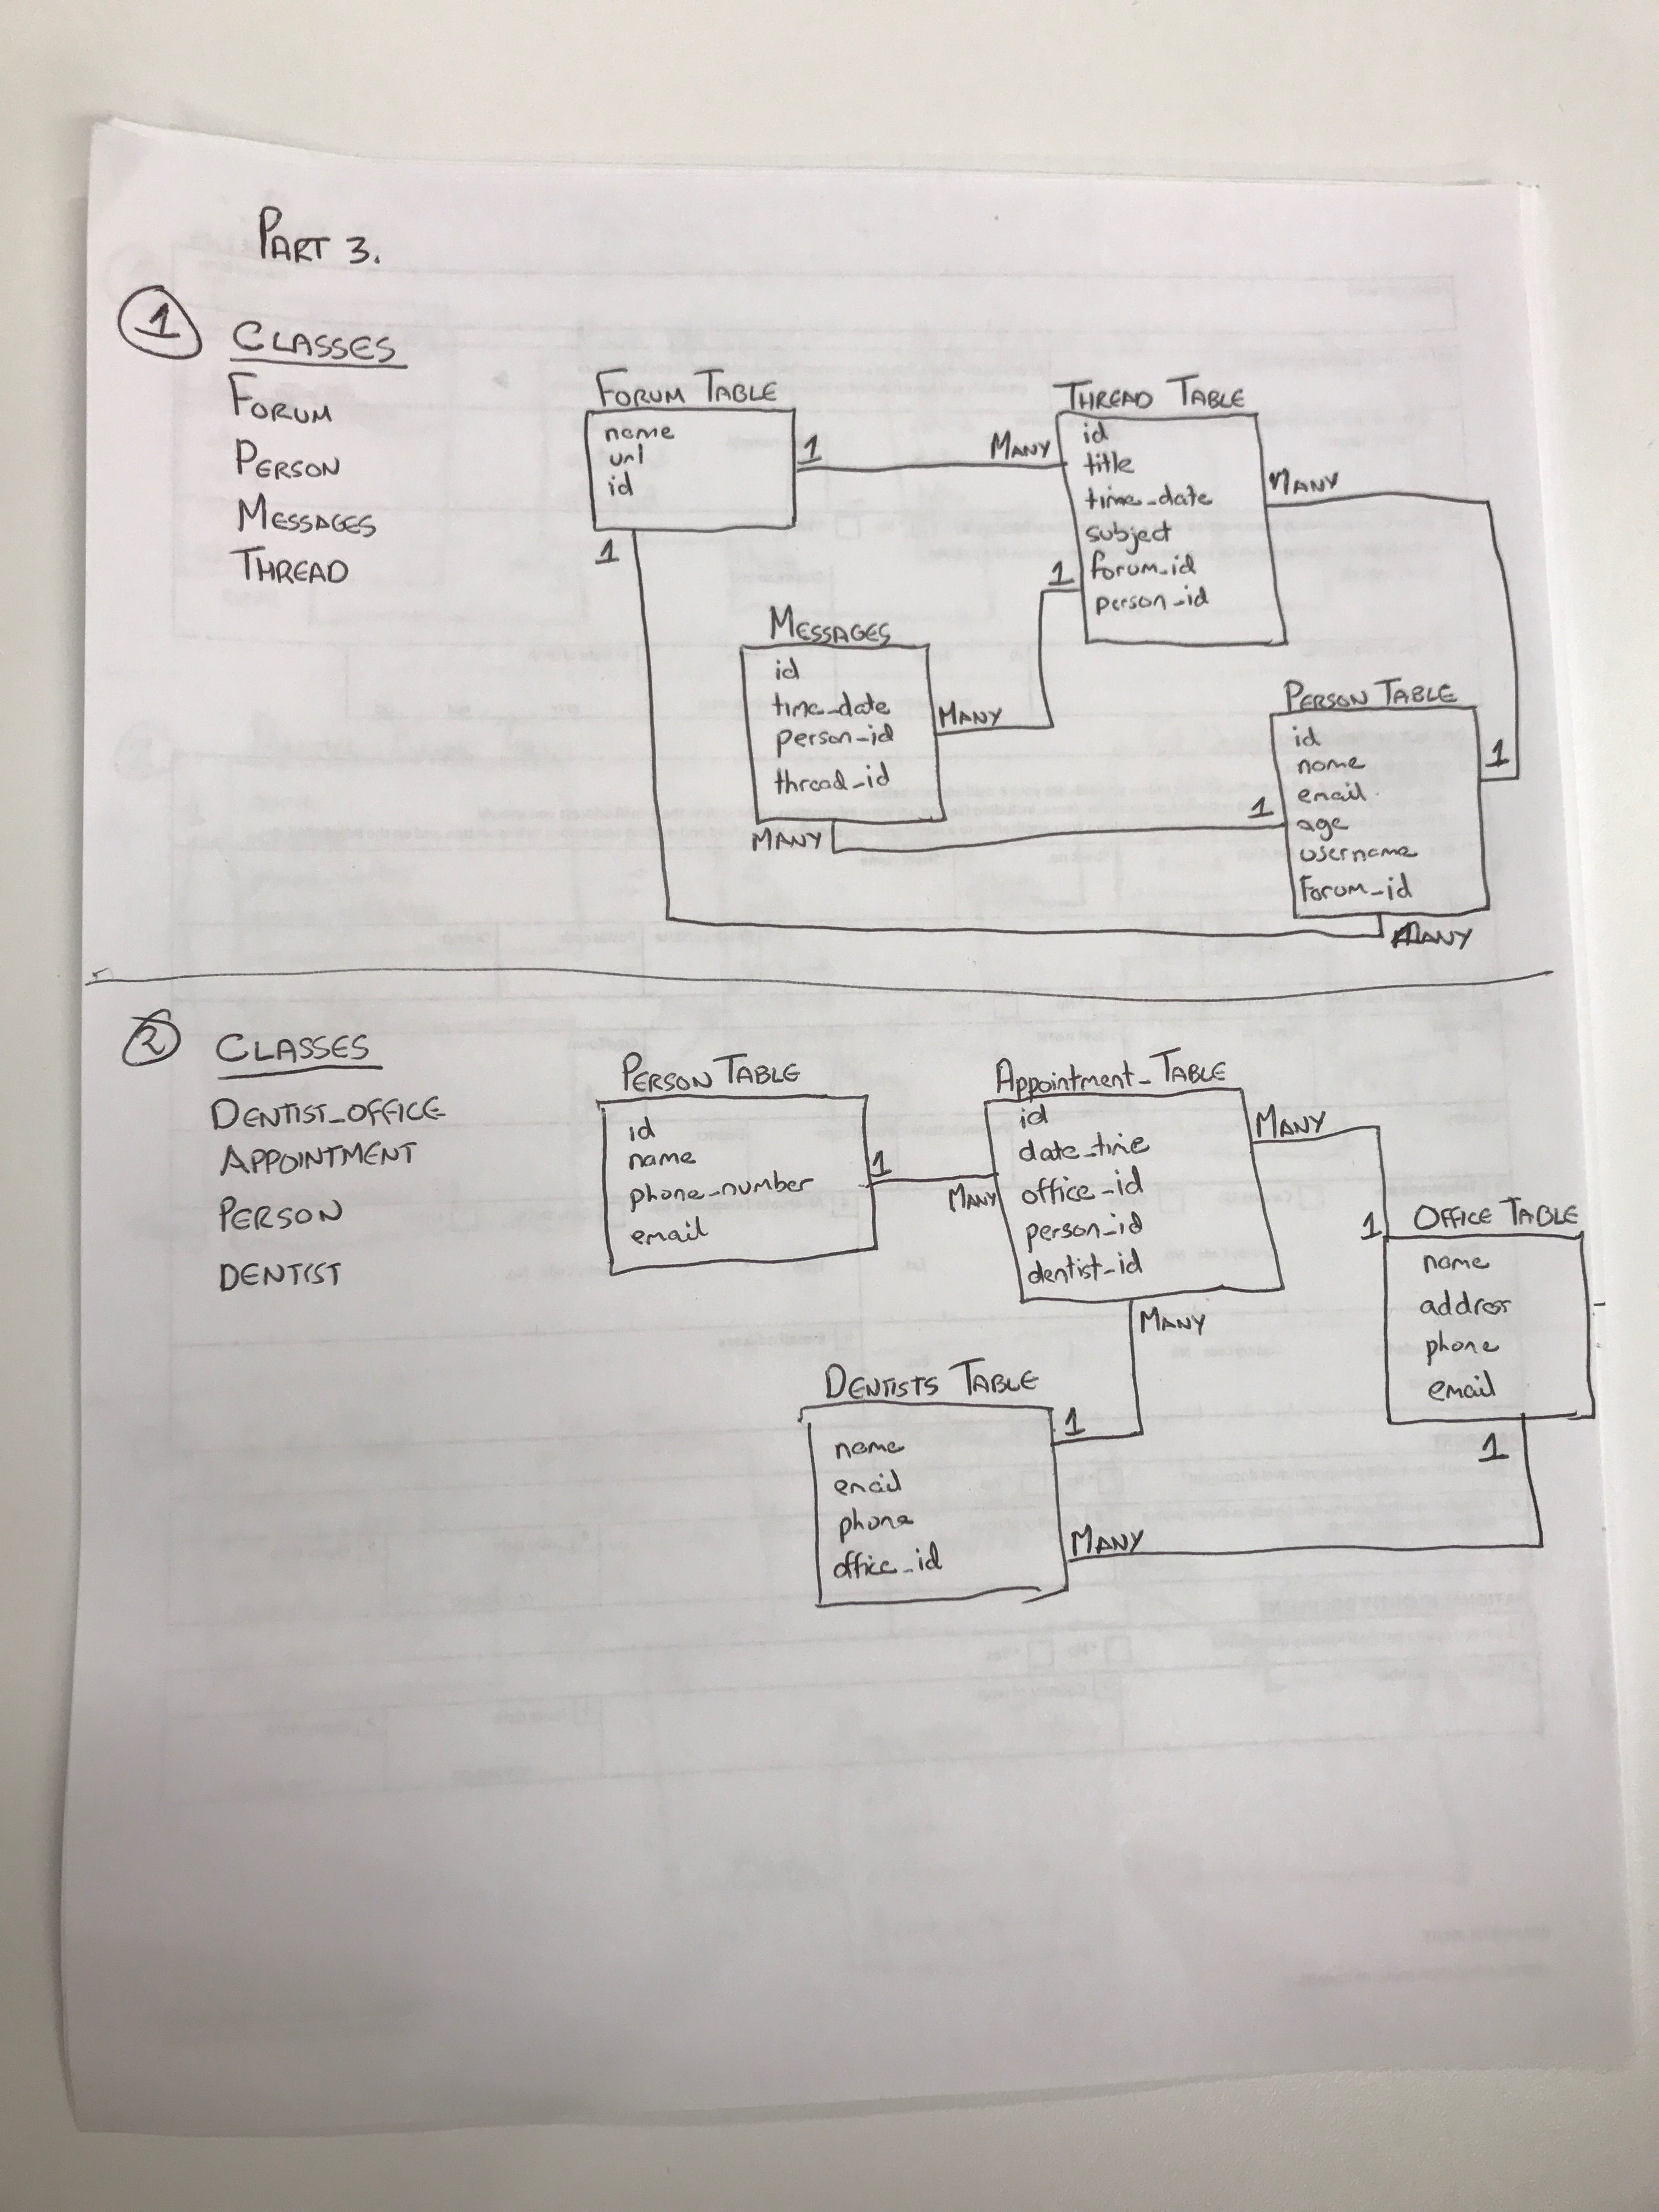 PART 3.
1
CLASSES
FORUM
PERSON
MESSAGES
THREAD
FORUM TABLE
name
url
id
1
1
MANY
THREAD TABLE
id
title
time_date
subject
forum_id
person_id
MANY
1
MESSAGES
id
time_date
person_id
thread_id
MANY
MANY
1
PERSON TABLE
id
name
email
age
username
forum_id
1
MANY
2
CLASSES
DENTIST_OFFICE
APPOINTMENT
PERSON
DENTIST
PERSON TABLE
id
name
phone_number
email
1
MANY
Appointment_TABLE
id
date_time
office_id
person_id
dentist_id
MANY
MANY
1
OFFICE TABLE
name
address
phone
email
1
DENTISTS TABLE
name
email
phone
office_id
1
MANY